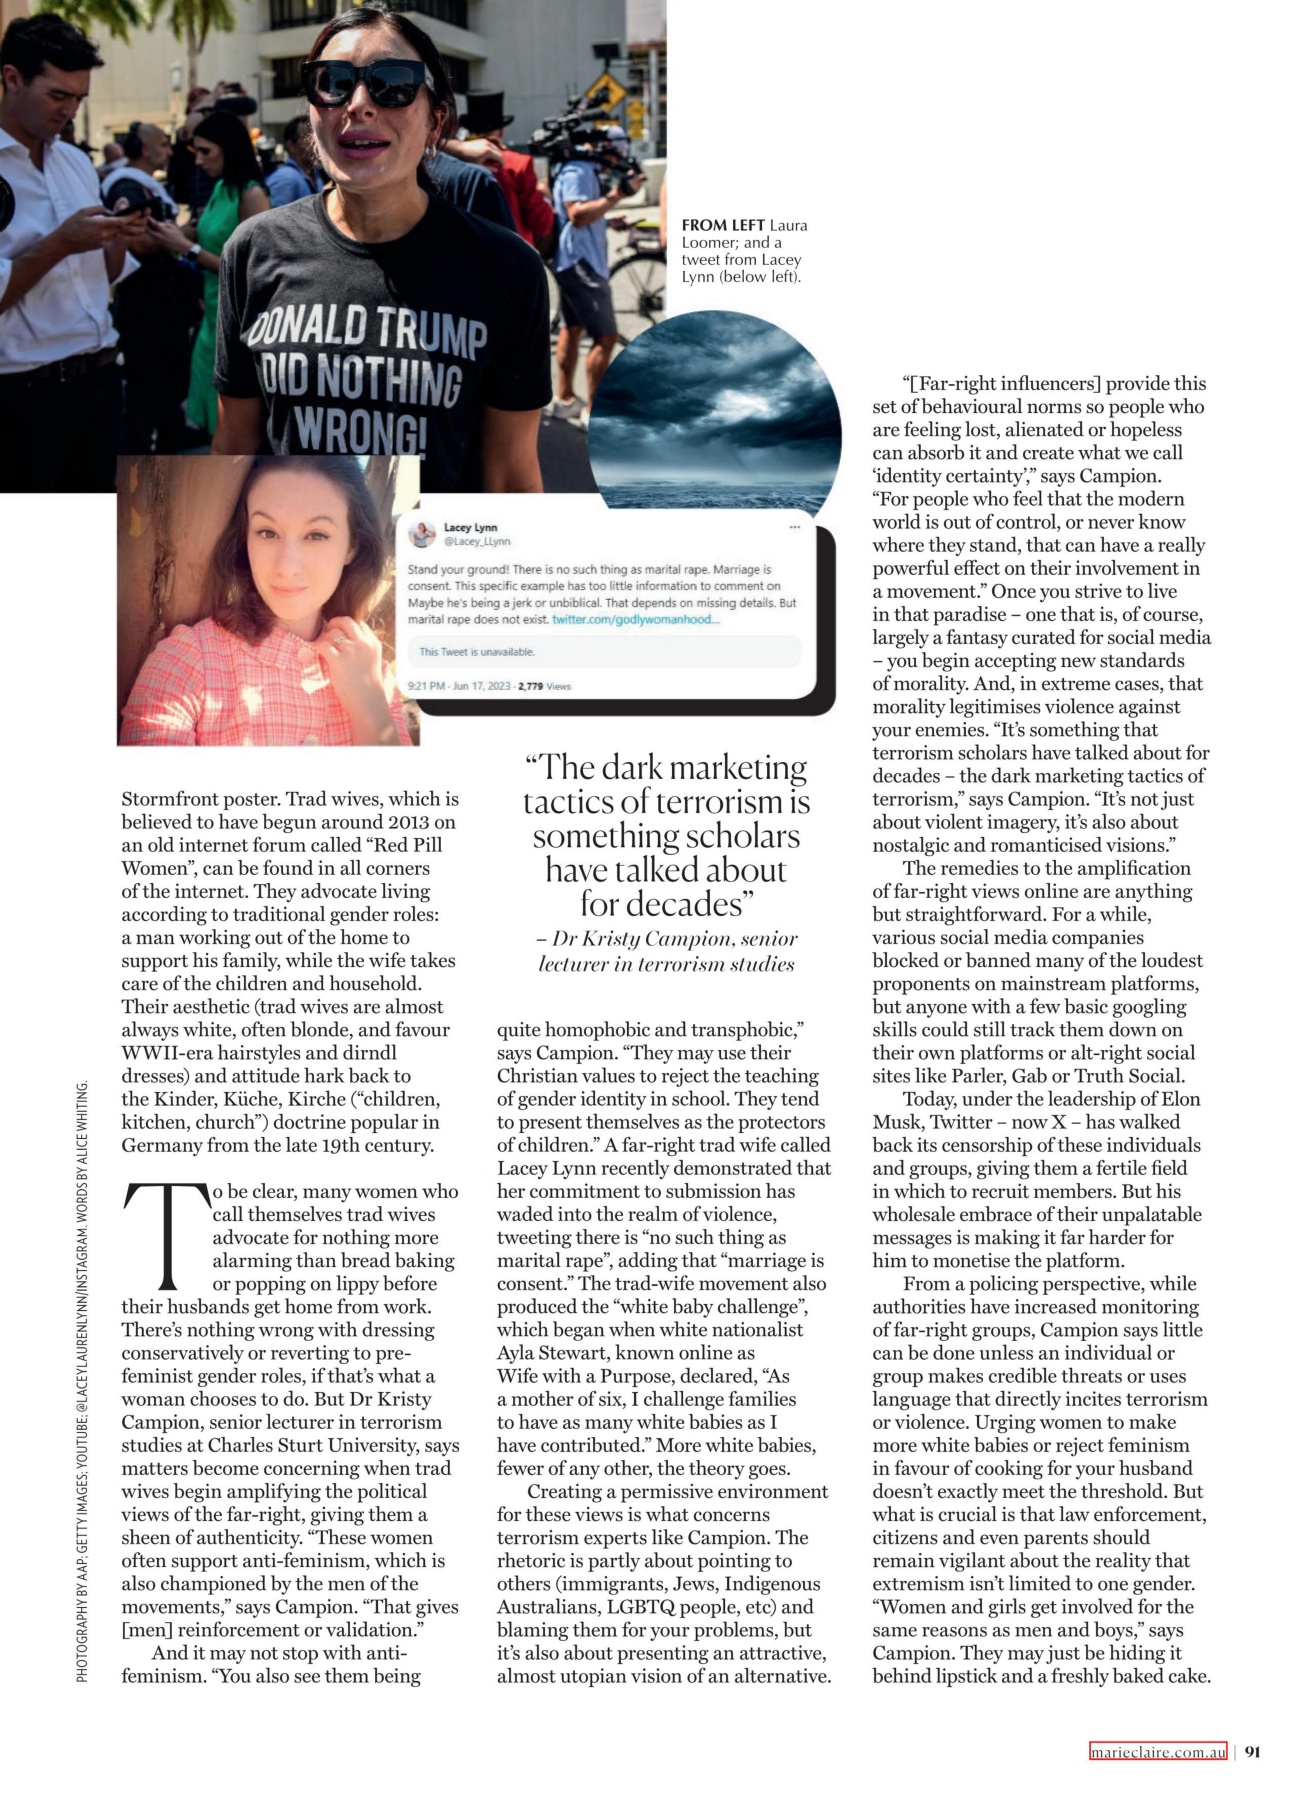 DONALD TRUMP
DID NOTHING
WRONG!
FROM LEFT Laura
Loomer; and a
tweet from Lacey
Lynn (below left).
Lacey Lynn
@Lacey_LLynn
Stand your ground! There is no such thing as marital rape. Marriage is
consent. This specific example has too little information to comment on
Maybe he's being a jerk or unbiblical. That depends on missing details. But
marital rape does not exist. twitter.com/godlywomanhood...
This Tweet is unavailable.
9:21 PM · Jun 17, 2023 · 2,779 Views
Stormfront poster. Trad wives, which is
believed to have begun around 2013 on
an old internet forum called “Red Pill
Women”, can be found in all corners
of the internet. They advocate living
according to traditional gender roles:
a man working out of the home to
support his family, while the wife takes
care of the children and household.
Their aesthetic (trad wives are almost
always white, often blonde, and favour
WWII-era hairstyles and dirndl
dresses) and attitude hark back to
the Kinder, Küche, Kirche (“children,
kitchen, church”) doctrine popular in
Germany from the late 19th century.
To be clear, many women who
call themselves trad wives
advocate for nothing more
alarming than bread baking
or popping on lippy before
their husbands get home from work.
There’s nothing wrong with dressing
conservatively or reverting to pre-
feminist gender roles, if that’s what a
woman chooses to do. But Dr Kristy
Campion, senior lecturer in terrorism
studies at Charles Sturt University, says
matters become concerning when trad
wives begin amplifying the political
views of the far-right, giving them a
sheen of authenticity. “These women
often support anti-feminism, which is
also championed by the men of the
movements,” says Campion. “That gives
[men] reinforcement or validation.”
And it may not stop with anti-
feminism. “You also see them being
“The dark marketing
tactics of terrorism is
something scholars
have talked about
for decades”
– Dr Kristy Campion, senior
lecturer in terrorism studies
quite homophobic and transphobic,”
says Campion. “They may use their
Christian values to reject the teaching
of gender identity in school. They tend
to present themselves as the protectors
of children.” A far-right trad wife called
Lacey Lynn recently demonstrated that
her commitment to submission has
waded into the realm of violence,
tweeting there is “no such thing as
marital rape”, adding that “marriage is
consent.” The trad-wife movement also
produced the “white baby challenge”,
which began when white nationalist
Ayla Stewart, known online as
Wife with a Purpose, declared, “As
a mother of six, I challenge families
to have as many white babies as I
have contributed.” More white babies,
fewer of any other, the theory goes.
Creating a permissive environment
for these views is what concerns
terrorism experts like Campion. The
rhetoric is partly about pointing to
others (immigrants, Jews, Indigenous
Australians, LGBTQ people, etc) and
blaming them for your problems, but
it’s also about presenting an attractive,
almost utopian vision of an alternative.
“[Far-right influencers] provide this
set of behavioural norms so people who
are feeling lost, alienated or hopeless
can absorb it and create what we call
‘identity certainty’,” says Campion.
“For people who feel that the modern
world is out of control, or never know
where they stand, that can have a really
powerful effect on their involvement in
a movement.” Once you strive to live
in that paradise – one that is, of course,
largely a fantasy curated for social media
– you begin accepting new standards
of morality. And, in extreme cases, that
morality legitimises violence against
your enemies. “It’s something that
terrorism scholars have talked about for
decades – the dark marketing tactics of
terrorism,” says Campion. “It’s not just
about violent imagery, it’s also about
nostalgic and romanticised visions.”
The remedies to the amplification
of far-right views online are anything
but straightforward. For a while,
various social media companies
blocked or banned many of the loudest
proponents on mainstream platforms,
but anyone with a few basic googling
skills could still track them down on
their own platforms or alt-right social
sites like Parler, Gab or Truth Social.
Today, under the leadership of Elon
Musk, Twitter – now X – has walked
back its censorship of these individuals
and groups, giving them a fertile field
in which to recruit members. But his
wholesale embrace of their unpalatable
messages is making it far harder for
him to monetise the platform.
From a policing perspective, while
authorities have increased monitoring
of far-right groups, Campion says little
can be done unless an individual or
group makes credible threats or uses
language that directly incites terrorism
or violence. Urging women to make
more white babies or reject feminism
in favour of cooking for your husband
doesn’t exactly meet the threshold. But
what is crucial is that law enforcement,
citizens and even parents should
remain vigilant about the reality that
extremism isn’t limited to one gender.
“Women and girls get involved for the
same reasons as men and boys,” says
Campion. They may just be hiding it
behind lipstick and a freshly baked cake.
PHOTOGRAPHY BY AAP; GETTY IMAGES; YOUTUBE; @LACEYLAURENLYNN/INSTAGRAM. WORDS BY ALICE WHITING.
marieclaire.com.au | 91